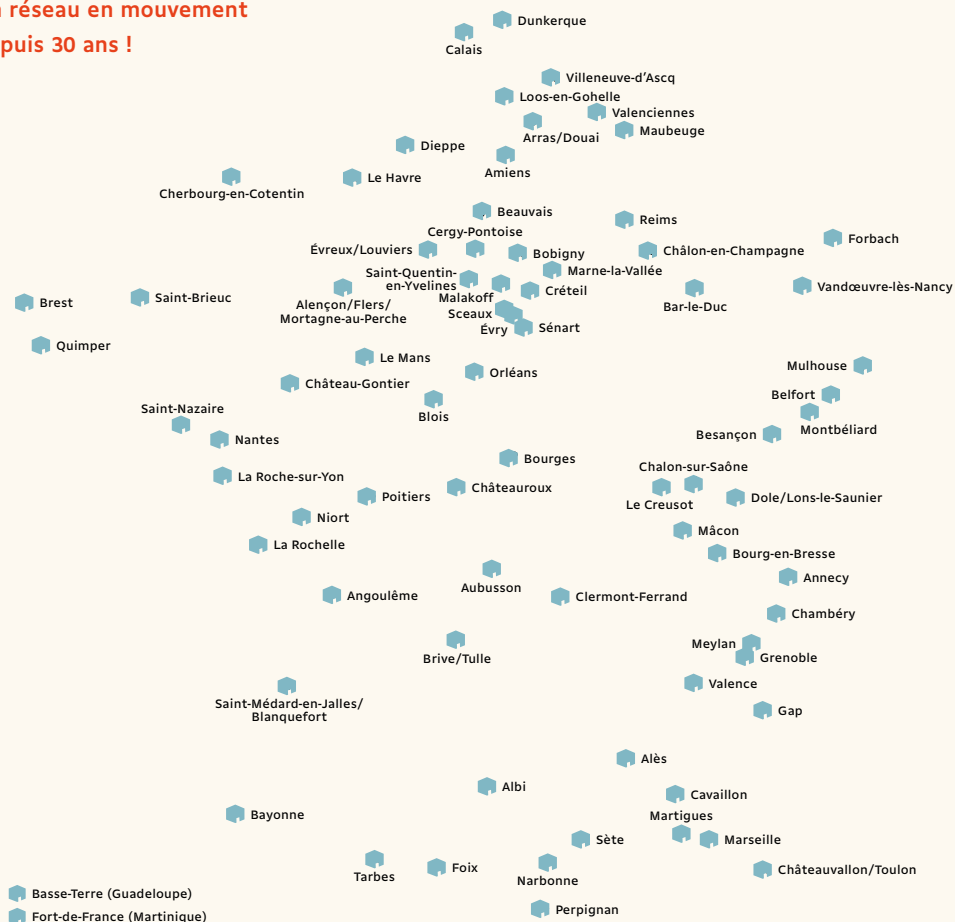 réseau en mouvement
puis 30 ans !
Dunkerque
Calais
Villeneuve-d'Ascq
Loos-en-Gohelle
Valenciennes
Arras/Douai
Maubeuge
Dieppe
Amiens
Cherbourg-en-Cotentin
Le Havre
Beauvais
Reims
Cergy-Pontoise
Forbach
Évreux/Louviers
Bobigny
Châlon-en-Champagne
Marne-la-Vallée
Saint-Quentin-
en-Yvelines
Créteil
Vandœuvre-lès-Nancy
Malakoff
Brest
Saint-Brieuc
Alençon/Flers/
Mortagne-au-Perche
Bar-le-Duc
Sceaux
Évry
Sénart
Quimper
Le Mans
Orléans
Mulhouse
Château-Gontier
Belfort
Blois
Saint-Nazaire
Montbéliard
Nantes
Besançon
Bourges
Chalon-sur-Saône
La Roche-sur-Yon
Poitiers
Châteauroux
Le Creusot
Dole/Lons-le-Saunier
Niort
Mâcon
La Rochelle
Bourg-en-Bresse
Annecy
Aubusson
Angoulême
Clermont-Ferrand
Chambéry
Meylan
Brive/Tulle
Grenoble
Valence
Saint-Médard-en-Jalles/
Blanquefort
Gap
Alès
Albi
Cavaillon
Bayonne
Martigues
Sète
Marseille
Tarbes
Foix
Narbonne
Châteauvallon/Toulon
Basse-Terre (Guadeloupe)
Perpignan
Fort-de-France (Martinique)